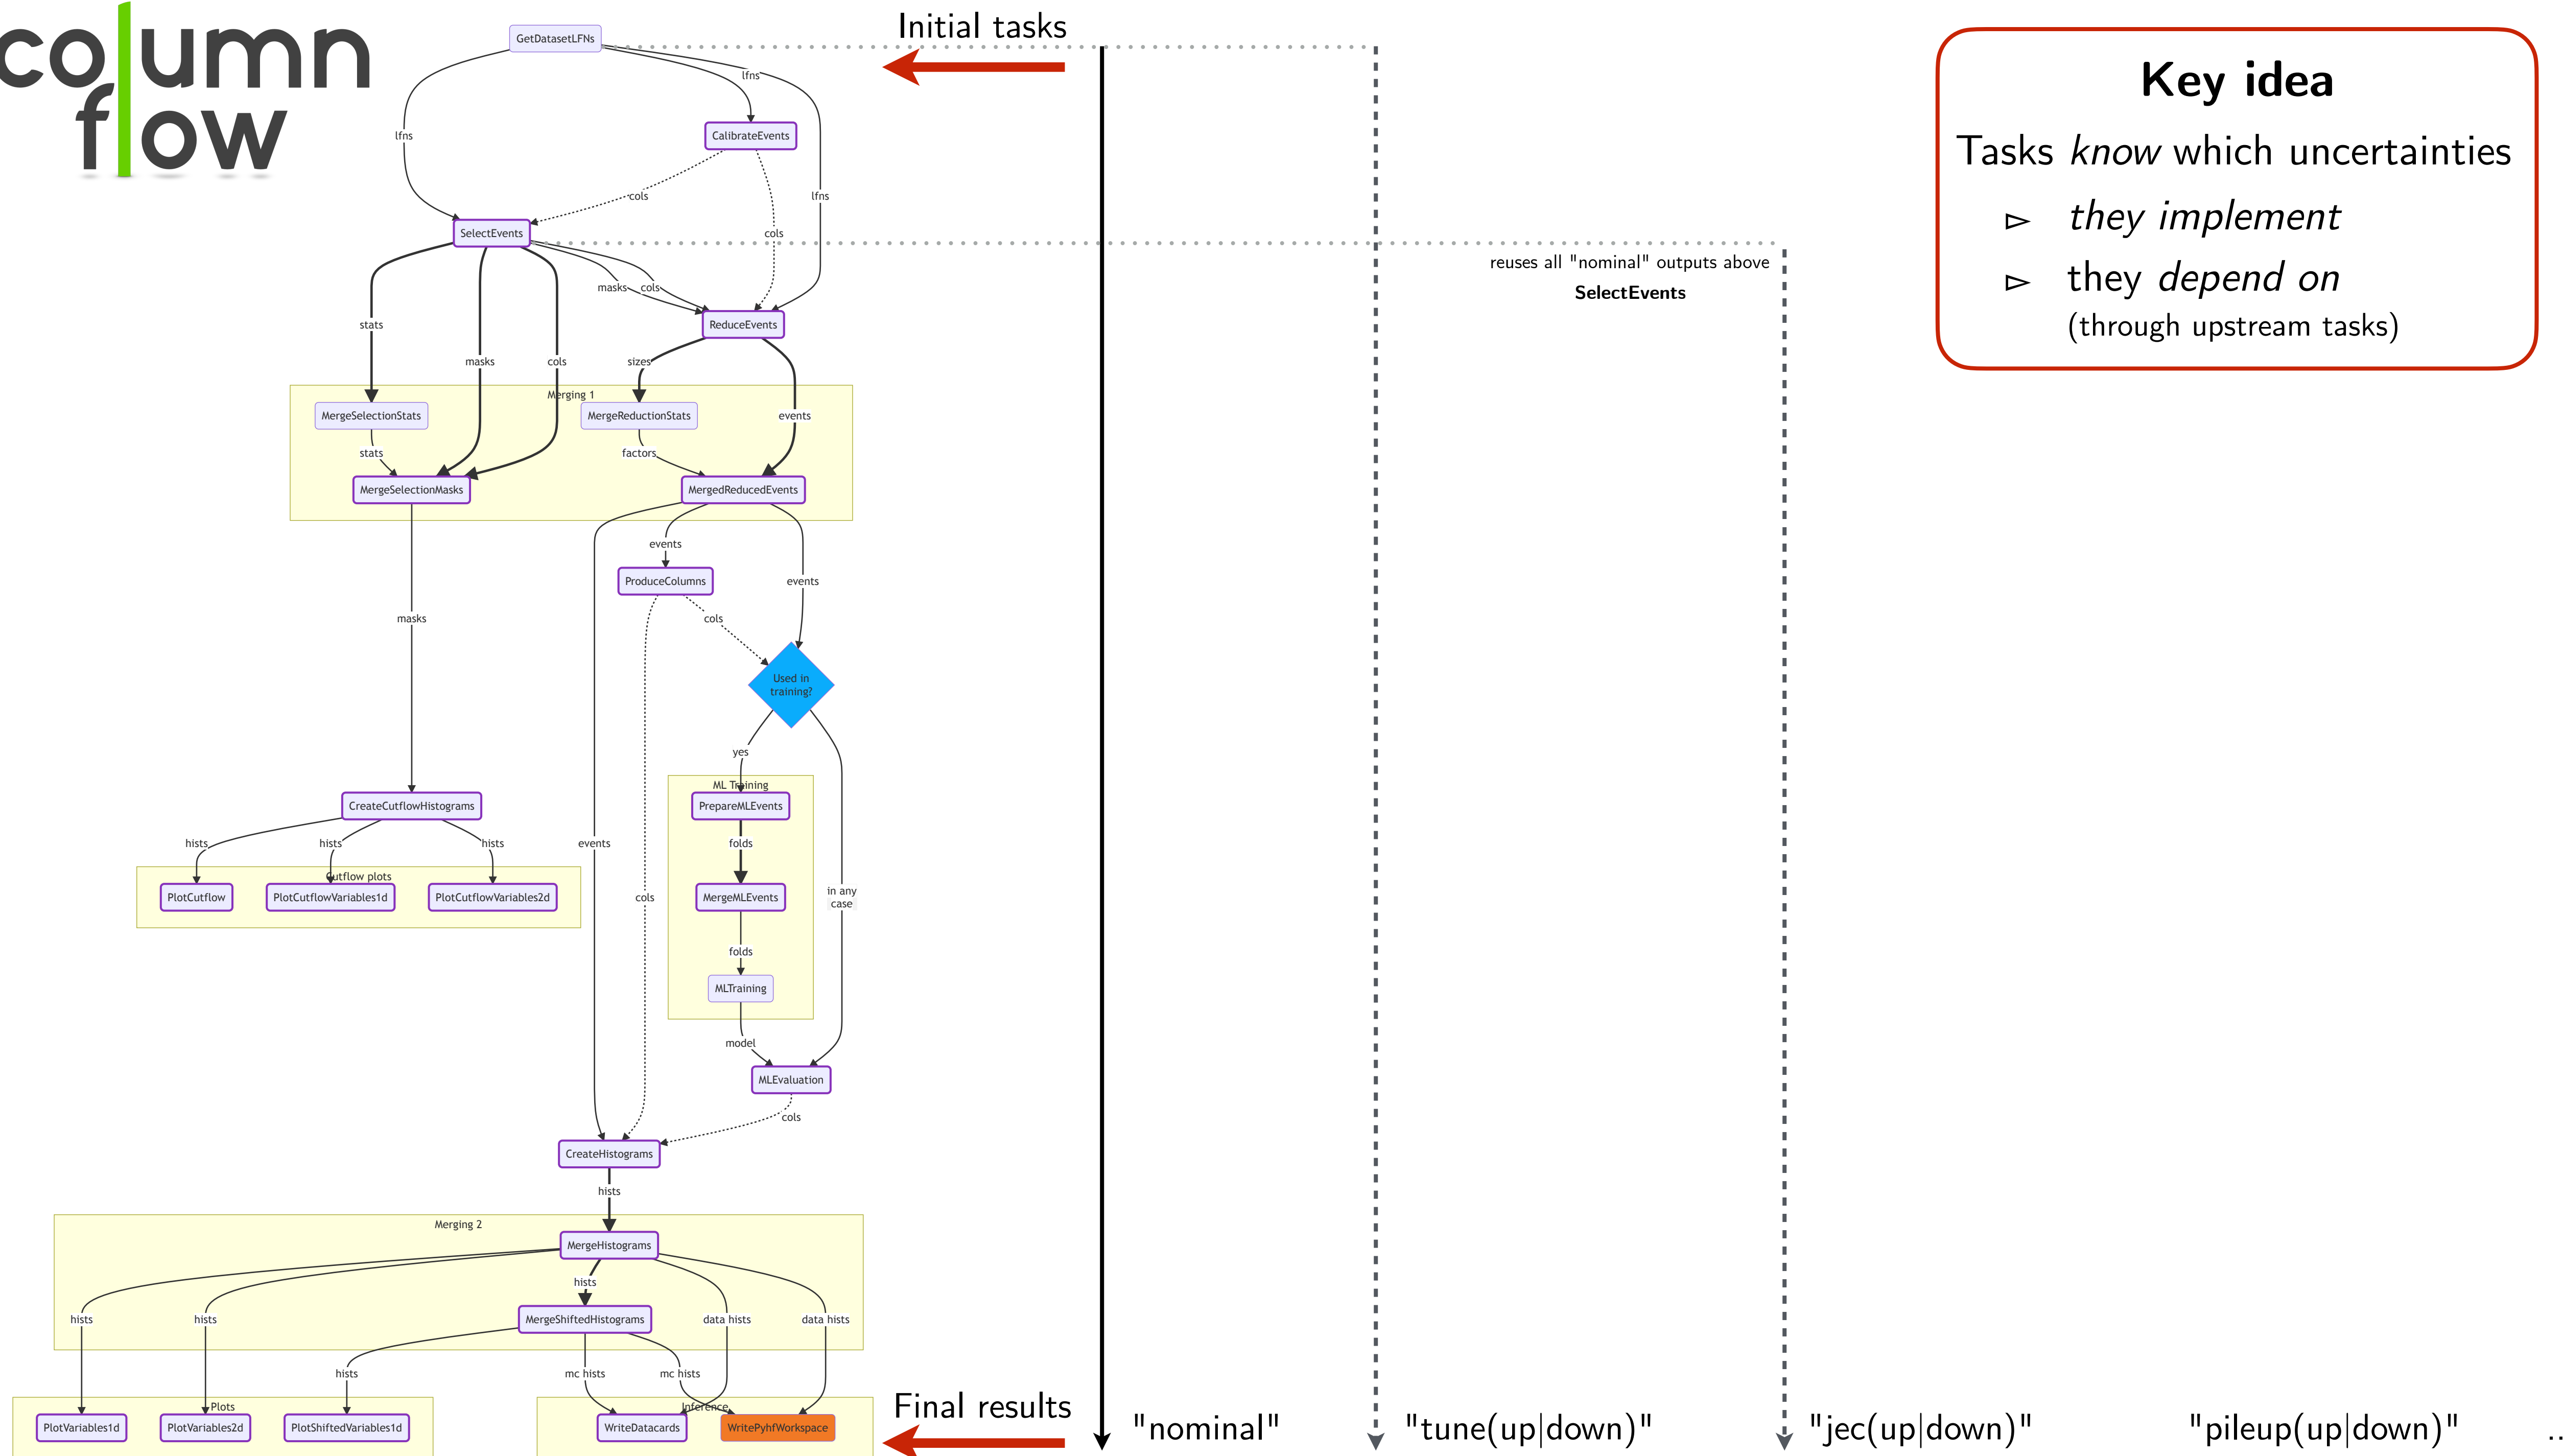 column
flow
GetDatasetLFNs
Initial tasks
lfns
CalibrateEvents
lfns
cols
lfns
SelectEvents
cols
masks
cols
ReduceEvents
stats
masks
cols
sizes
Merging 1
MergeSelectionStats
MergeReductionStats
events
stats
factors
MergeSelectionMasks
MergedReducedEvents
events
ProduceColumns
events
masks
cols
Used in
training?
yes
ML Training
CreateCutflowHistograms
PrepareMLEvents
hists
hists
hists
events
folds
Cutflow plots
PlotCutflow
PlotCutflowVariables1d
PlotCutflowVariables2d
cols
MergeMLEvents
in any
case
folds
MLTraining
model
MLEvaluation
cols
CreateHistograms
hists
Merging 2
MergeHistograms
hists
hists
hists
MergeShiftedHistograms
data hists
data hists
hists
mc hists
mc hists
Plots
Inference
PlotVariables1d
PlotVariables2d
PlotShiftedVariables1d
WriteDatacards
WritePyhfWorkspace
Final results
reuses all "nominal" outputs above
SelectEvents
"nominal"
"tune(up|down)"
"jec(up|down)"
"pileup(up|down)"
..
Key idea
Tasks know which uncertainties
▻ they implement
▻ they depend on
(through upstream tasks)